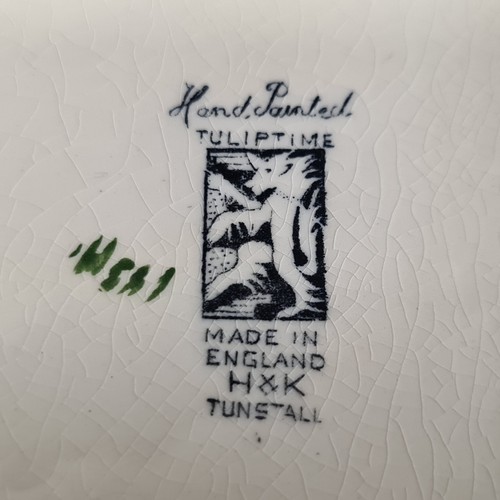 Hand Painted.
TULIPTIME
MADE IN
ENGLAND
H&K
TUNSTALL